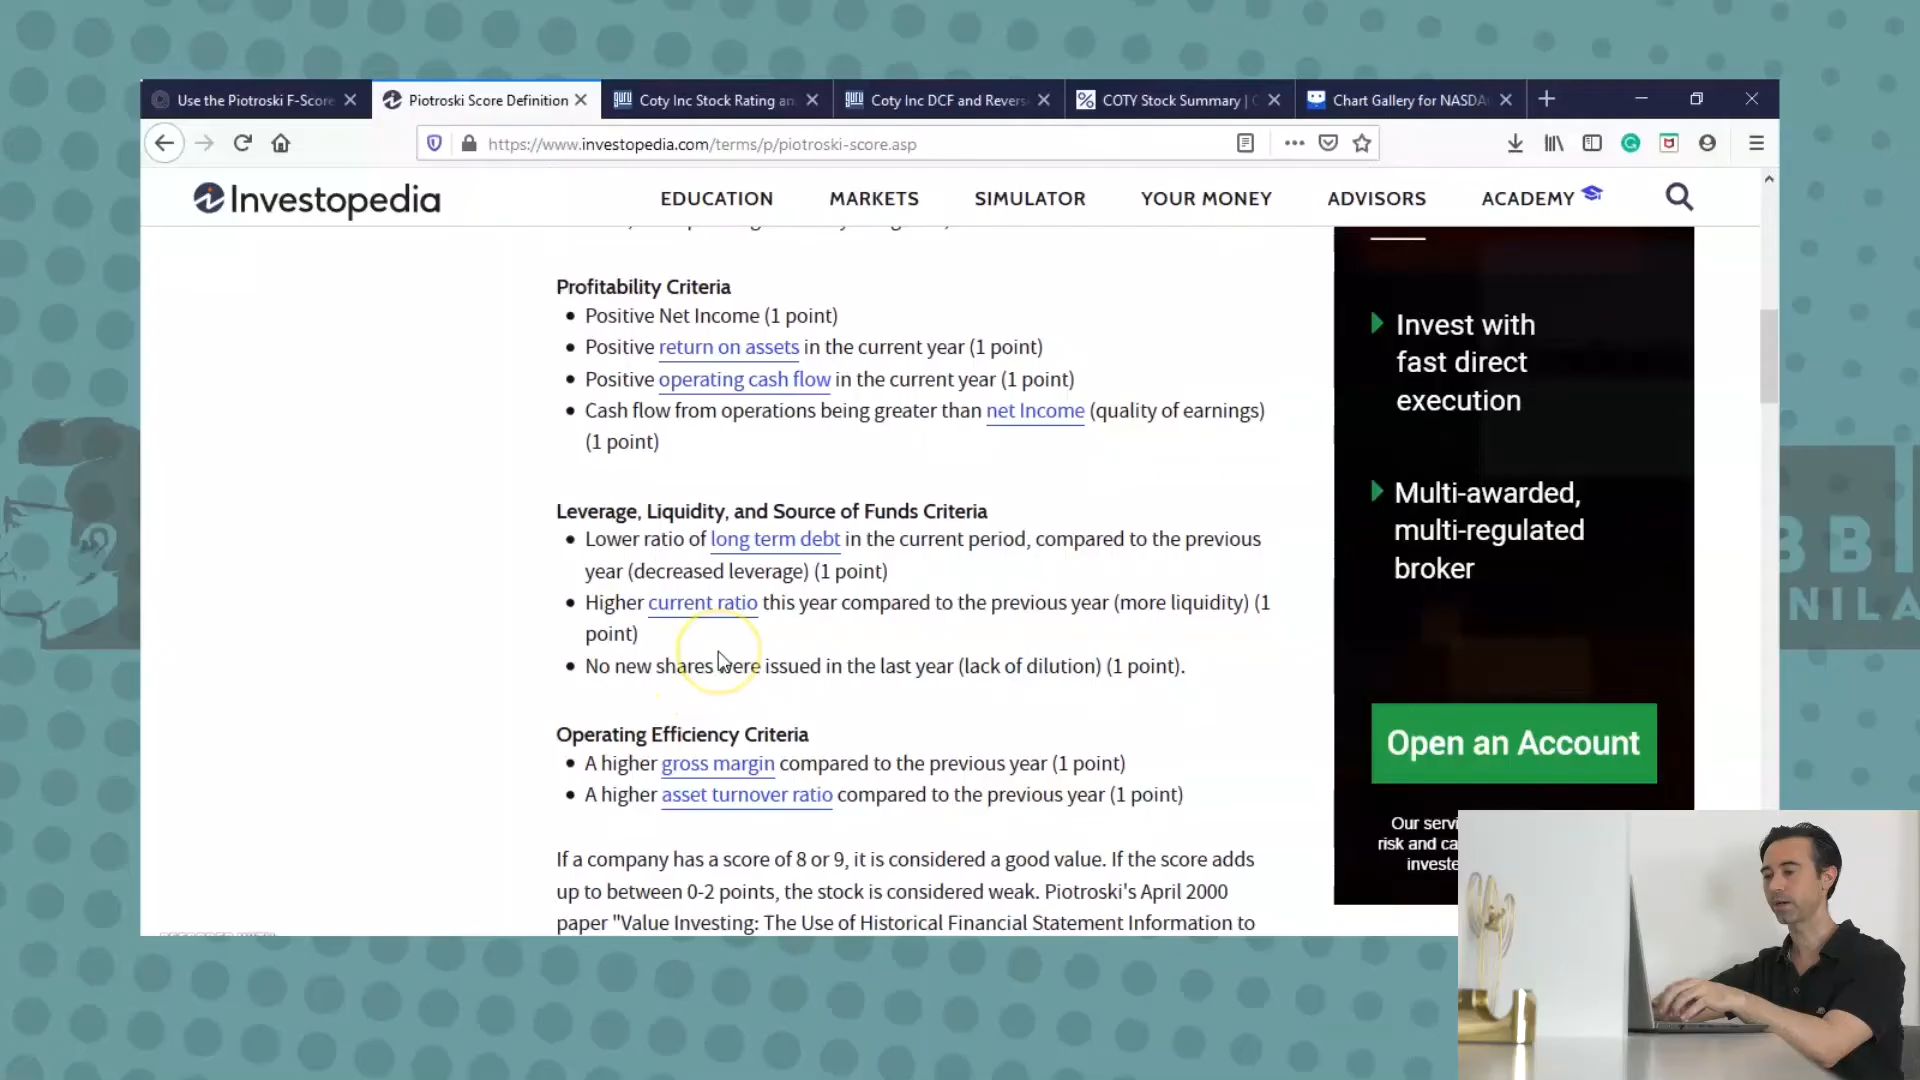 Use the Piotroski F-Score
Piotroski Score Definition
Coty Inc Stock Rating an
Coty Inc DCF and Revers
COTY Stock Summary |
Chart Gallery for NASDA
https://www.investopedia.com/terms/p/piotroski-score.asp
Investopedia
EDUCATION
MARKETS
SIMULATOR
YOUR MONEY
ADVISORS
ACADEMY
Profitability Criteria
Positive Net Income (1 point)
Positive return on assets in the current year (1 point)
Positive operating cash flow in the current year (1 point)
Cash flow from operations being greater than net Income (quality of earnings)
(1 point)
Leverage, Liquidity, and Source of Funds Criteria
Lower ratio of long term debt in the current period, compared to the previous
year (decreased leverage) (1 point)
Higher current ratio this year compared to the previous year (more liquidity) (1
point)
No new shares were issued in the last year (lack of dilution) (1 point).
Operating Efficiency Criteria
A higher gross margin compared to the previous year (1 point)
A higher asset turnover ratio compared to the previous year (1 point)
If a company has a score of 8 or 9, it is considered a good value. If the score adds
up to between 0-2 points, the stock is considered weak. Piotroski's April 2000
paper "Value Investing: The Use of Historical Financial Statement Information to
Invest with
fast direct
execution
Multi-awarded,
multi-regulated
broker
Open an Account
Our servi
risk and ca
investe
BB
NILA